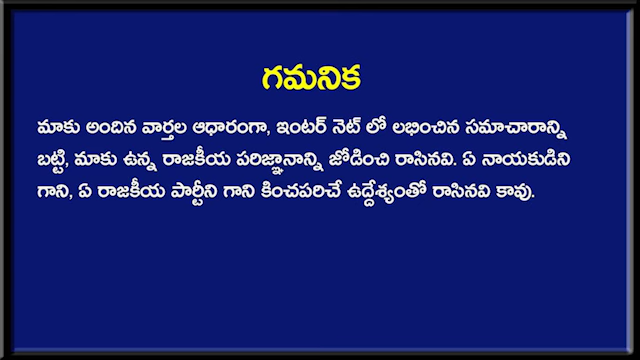 గమనిక
మాకు అందిన వార్తల ఆధారంగా, ఇంటర్ నెట్ లో లభించిన సమాచారాన్ని
బట్టి, మాకు ఉన్న రాజకీయ పరిజ్ఞానాన్ని జోడించి రాసినవి. ఏ నాయకుడిని
గాని, ఏ రాజకీయ పార్టీని గాని కించపరిచే ఉద్దేశ్యంతో రాసినవి కావు.